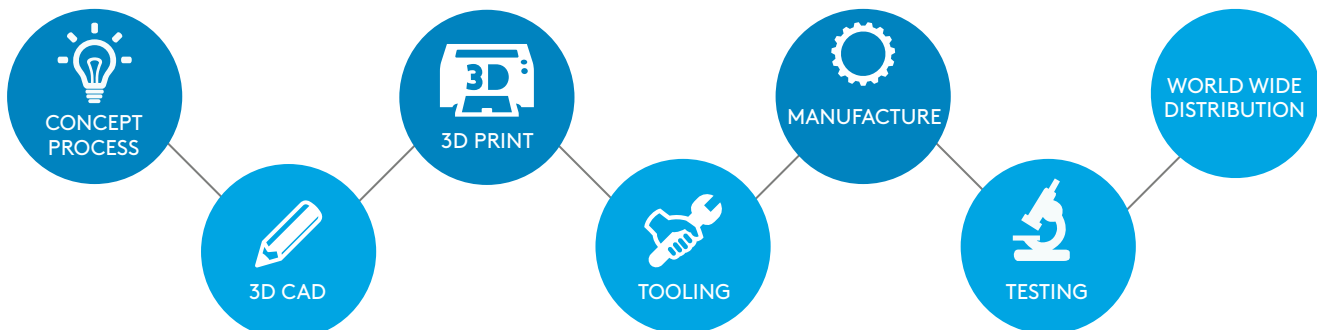 CONCEPT
PROCESS
3D CAD
3D
3D PRINT
TOOLING
MANUFACTURE
TESTING
WORLD WIDE
DISTRIBUTION